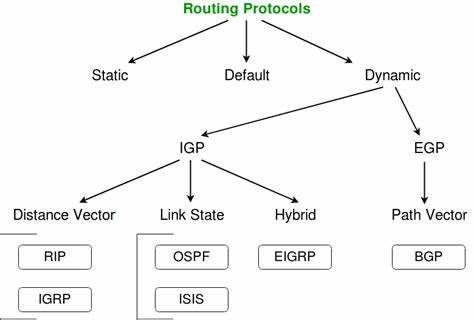 Routing Protocols
Static Default Dynamic
IGP EGP
Distance Vector Link State Hybrid Path Vector
RIP OSPF EIGRP BGP
IGRP ISIS